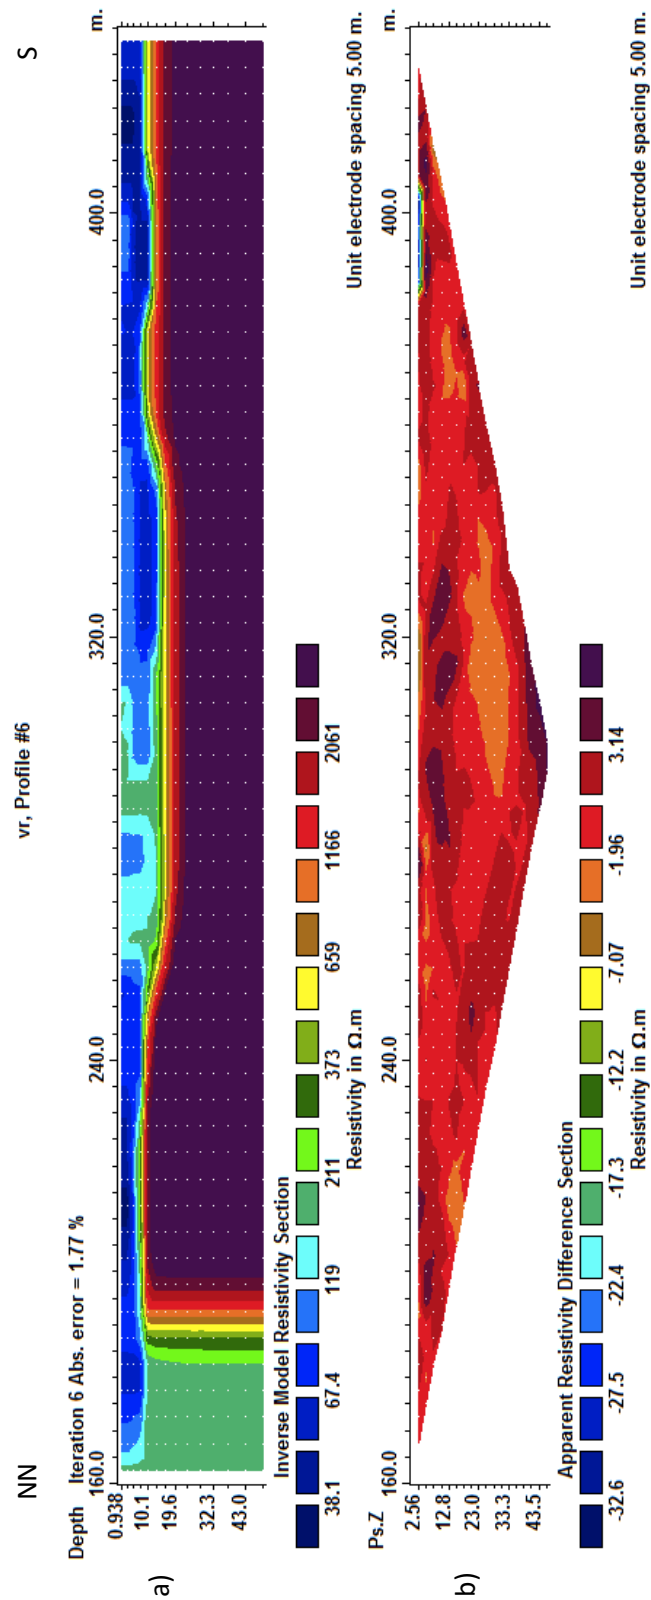 NN S
vr, Profile #6
Depth Iteration 6 Abs. error = 1.77 %
160.0 240.0 320.0 400.0 m.
0.938
10.1
19.6
32.3
43.0
a)
Inverse Model Resistivity Section
38.1 67.4 119 211 373 659 1166 2061
Resistivity in Ω.m
Unit electrode spacing 5.00 m.
Ps.Z
160.0 240.0 320.0 400.0 m.
2.56
12.8
23.0
33.3
43.5
b)
Apparent Resistivity Difference Section
-32.6 -27.5 -22.4 -17.3 -12.2 -7.07 -1.96 3.14
Resistivity in Ω.m
Unit electrode spacing 5.00 m.